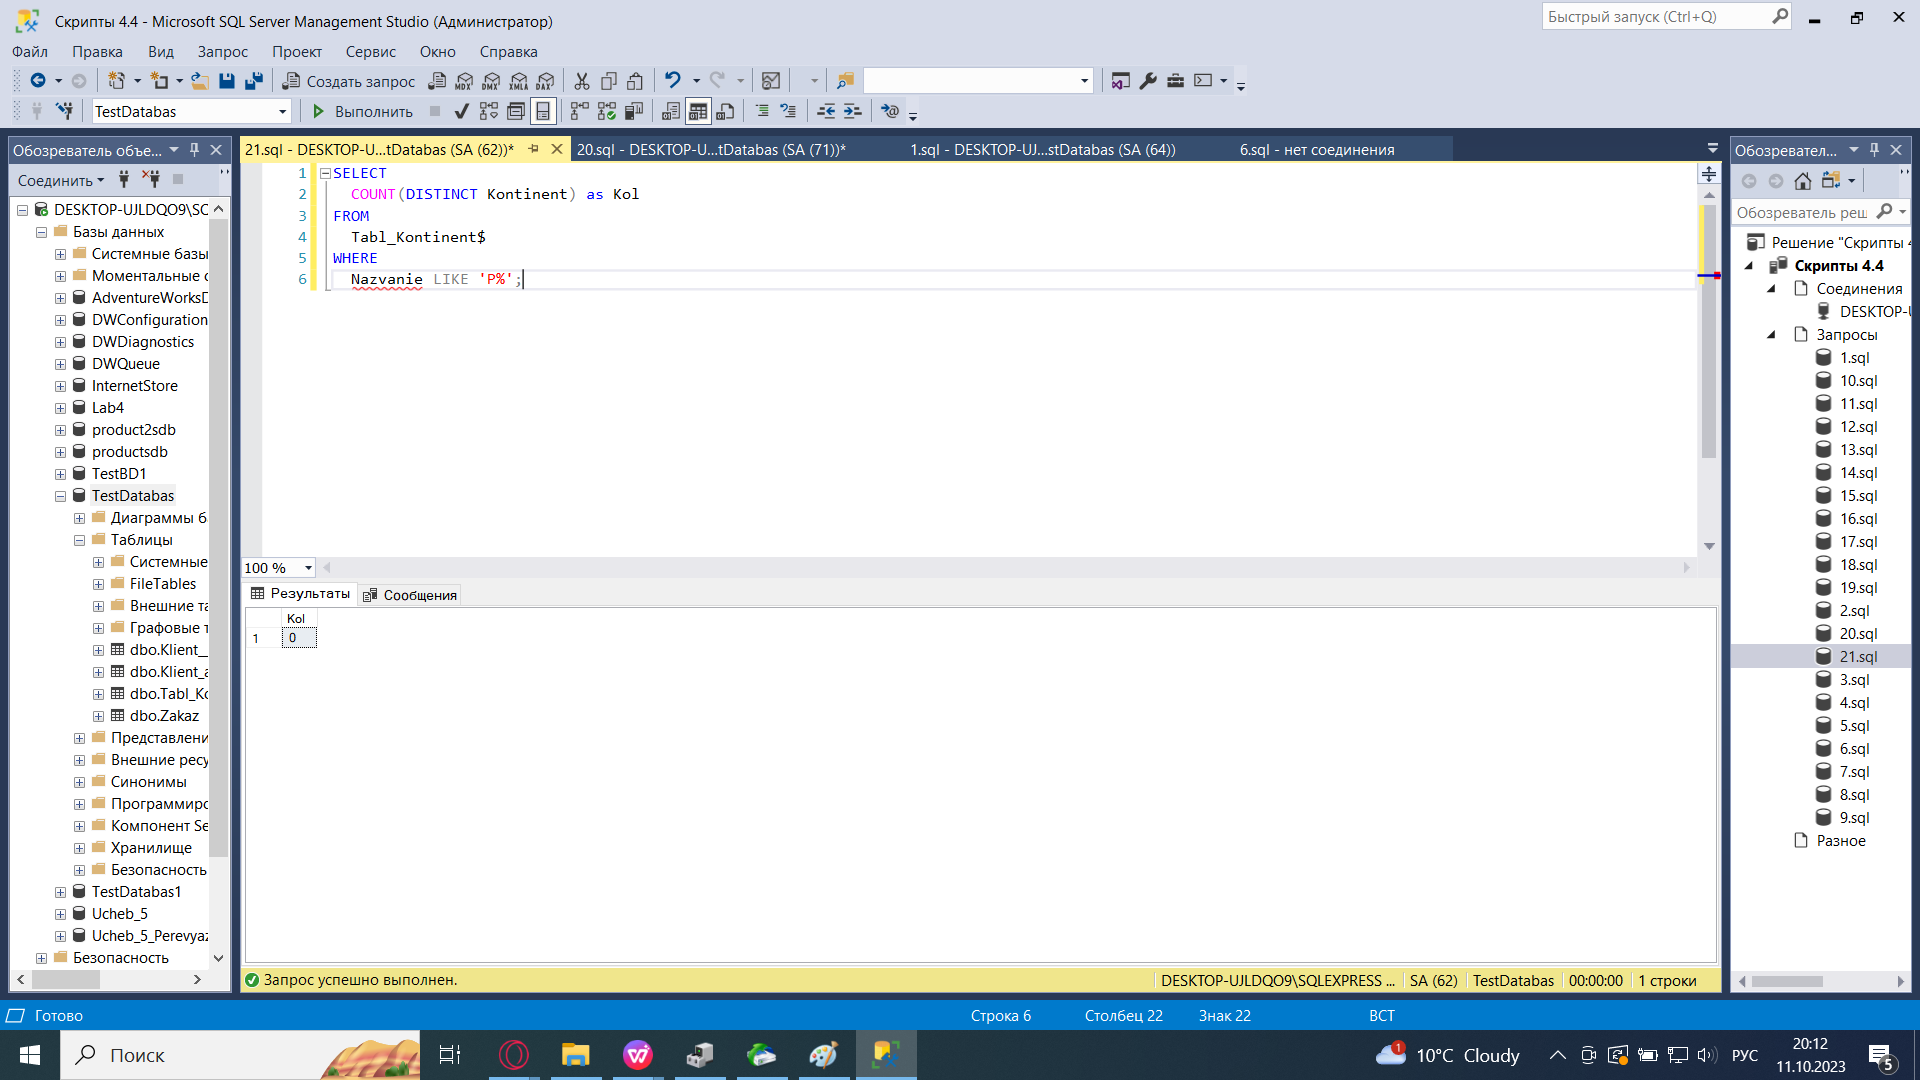 Скрипты 4.4 - Microsoft SQL Server Management Studio (Администратор)
Быстрый запуск (Ctrl+Q)
Файл Правка Вид Запрос Проект Сервис Окно Справка
Создать запрос
MDX DMX XMLA DAX
TestDatabas
Выполнить
Обозреватель объе...
Соединить
DESKTOP-UJLDQO9\SQ
Базы данных
Системные базы
Моментальные с
AdventureWorksD
DWConfiguration
DWDiagnostics
DWQueue
InternetStore
Lab4
product2sdb
productsdb
TestBD1
TestDatabas
Диаграммы б
Таблицы
Системные
FileTables
Внешние та
Графовые т
dbo.Klient_
dbo.Klient_a
dbo.Tabl_Ko
dbo.Zakaz
Представлени
Внешние ресу
Синонимы
Программирс
Компонент Se
Хранилище
Безопасность
TestDatabas1
Ucheb_5
Ucheb_5_Perevyaz
Безопасность
21.sql - DESKTOP-U...tDatabas (SA (62))*
20.sql - DESKTOP-U...tDatabas (SA (71))*
1.sql - DESKTOP-UJ...stDatabas (SA (64))
6.sql - нет соединения
1 SELECT
2 COUNT(DISTINCT Kontinent) as Kol
3 FROM
4 Tabl_Kontinent$
5 WHERE
6 Nazvanie LIKE 'P%';
100 %
Результаты
Сообщения
Kol
1 0
Запрос успешно выполнен.
DESKTOP-UJLDQO9\SQLEXPRESS ...
SA (62)
TestDatabas
00:00:00
1 строки
Обозревател...
Обозреватель реш
Решение "Скрипты 4
Скрипты 4.4
Соединения
DESKTOP-U
Запросы
1.sql
10.sql
11.sql
12.sql
13.sql
14.sql
15.sql
16.sql
17.sql
18.sql
19.sql
2.sql
20.sql
21.sql
3.sql
4.sql
5.sql
6.sql
7.sql
8.sql
9.sql
Разное
Готово
Строка 6
Столбец 22
Знак 22
ВСТ
Поиск
1
10°C Cloudy
РУС
20:12
11.10.2023
5